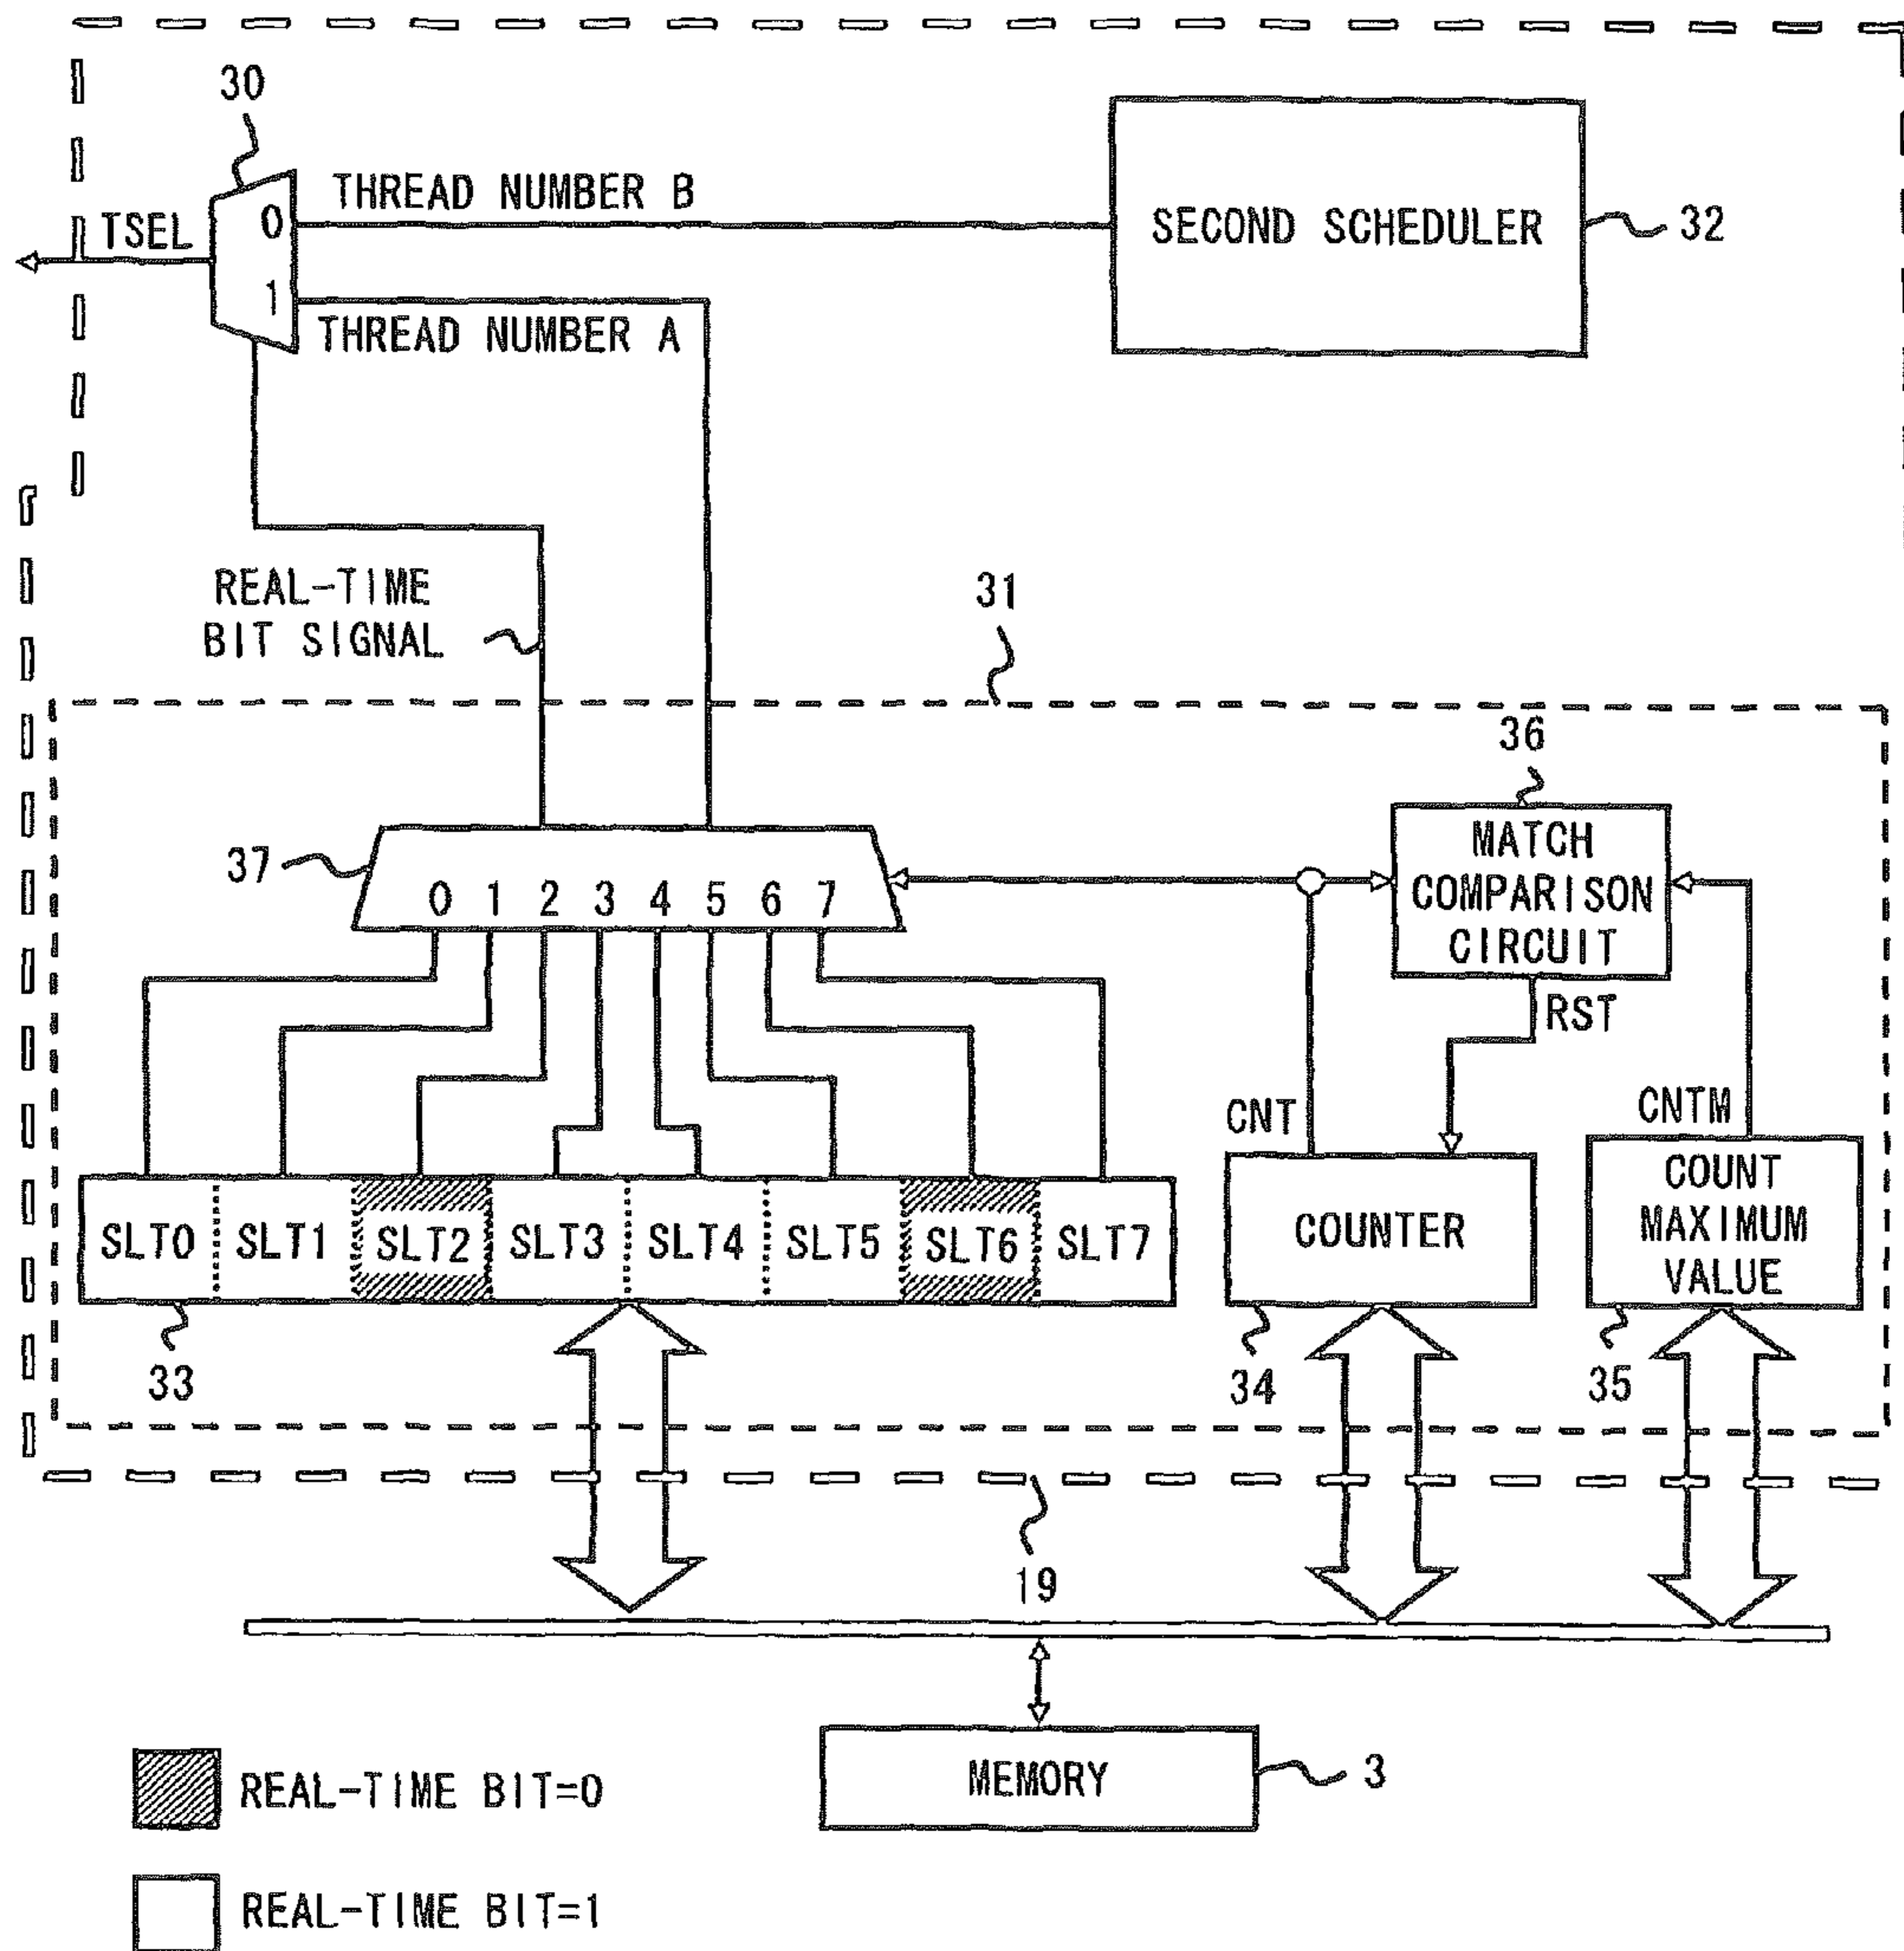 30
THREAD NUMBER B
TSEL
0
1
THREAD NUMBER A
SECOND SCHEDULER
32
REAL-TIME
BIT SIGNAL
31
36
37
0 1 2 3 4 5 6 7
MATCH
COMPARISON
CIRCUIT
RST
CNT
CNTM
SLT0 SLT1 SLT2 SLT3 SLT4 SLT5 SLT6 SLT7
COUNTER
COUNT
MAXIMUM
VALUE
33
34
35
19
MEMORY
3
REAL-TIME BIT=0
REAL-TIME BIT=1